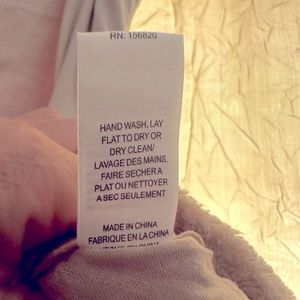 RN: 156820
HAND WASH, LAY
FLAT TO DRY OR
DRY CLEAN/
LAVAGE DES MAINS.
FAIRE SECHER A
PLAT OU NETTOYER
A SEC SEULEMENT
MADE IN CHINA
FABRIQUE EN LA CHINA